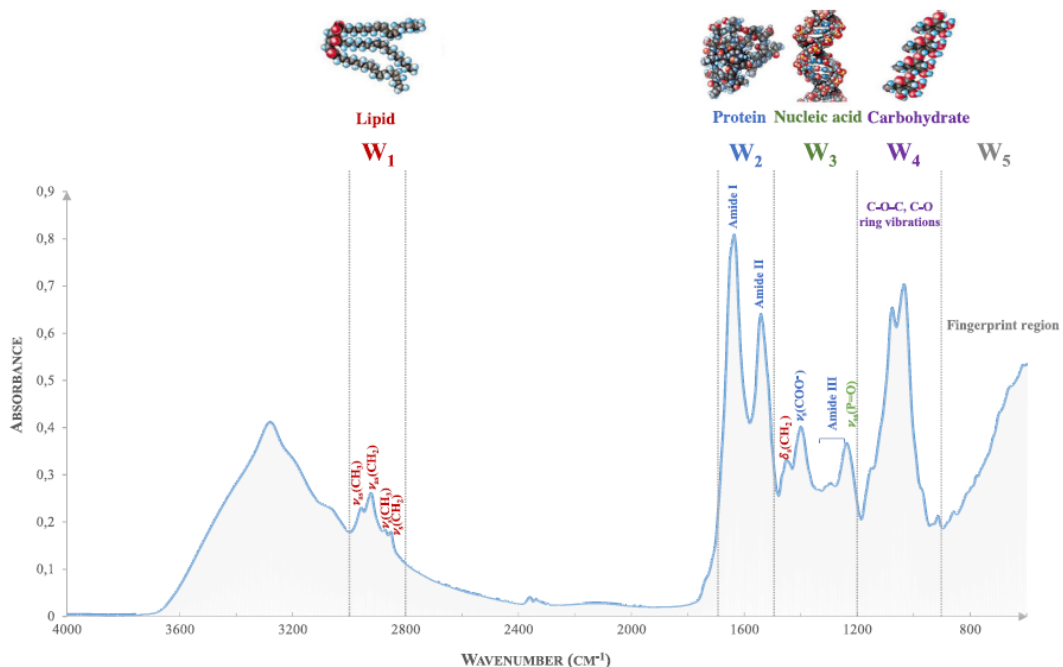 Lipid
Protein
Nucleic acid
Carbohydrate
W1
W2
W3
W4
W5
0,9
0,8
0,7
0,6
0,5
0,4
0,3
0,2
0,1
0
ABSORBANCE
νas(CH3)
νas(CH2)
νs(CH3)
νs(CH2)
Amide I
Amide II
δs(CH2)
νs(COO-)
Amide III
νas(P=O)
C-O-C, C-O
ring vibrations
Fingerprint region
4000
3600
3200
2800
2400
2000
1600
1200
800
WAVENUMBER (CM-1)